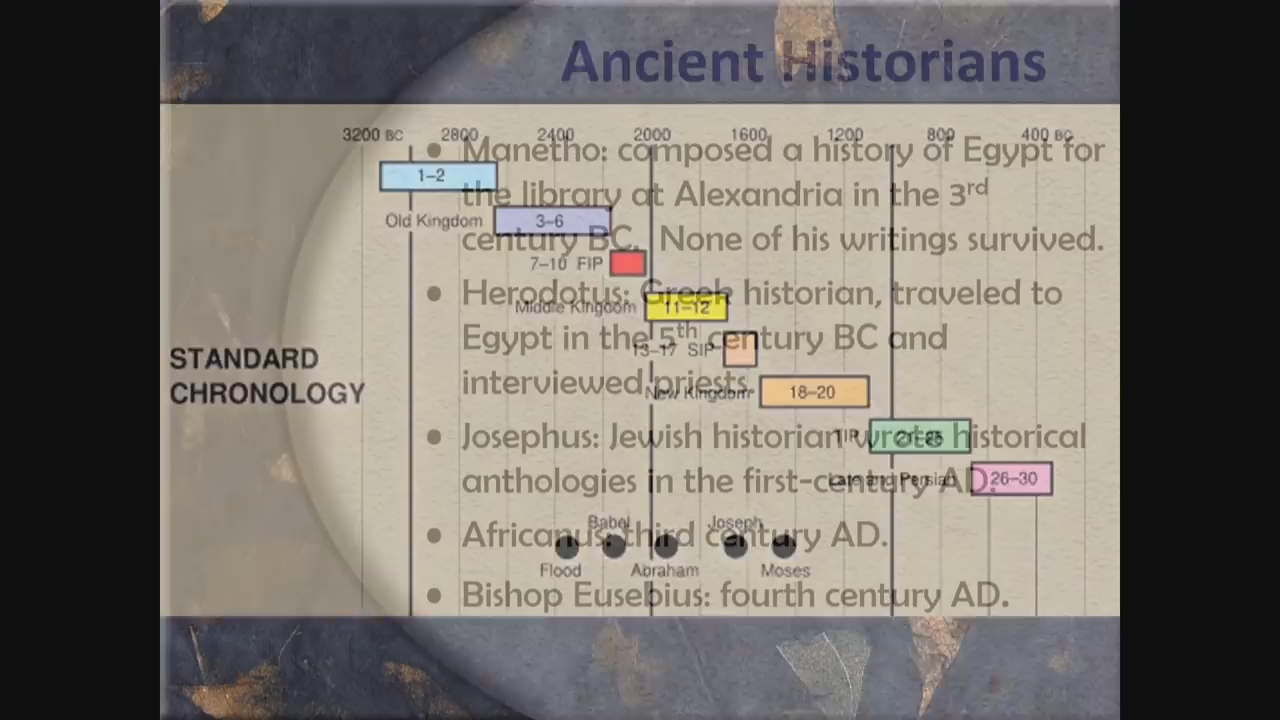 Ancient Historians
3200 BC 2800 2400 2000 1600 1200 800 400 BC
• Manetho: composed a history of Egypt for
the library at Alexandria in the 3rd
century BC. None of his writings survived.
• Herodotus: Greek historian, traveled to
Egypt in the 5th century BC and
interviewed priests.
• Josephus: Jewish historian wrote historical
anthologies in the first-century AD.
• Africanus: third century AD.
• Bishop Eusebius: fourth century AD.
STANDARD
CHRONOLOGY
1–2
Old Kingdom 3–6
7–10 FIP
Middle Kingdom 11–12
13–17 SIP
New Kingdom 18–20
TIP
Late and Persian 26–30
Babel Joseph
Flood Abraham Moses